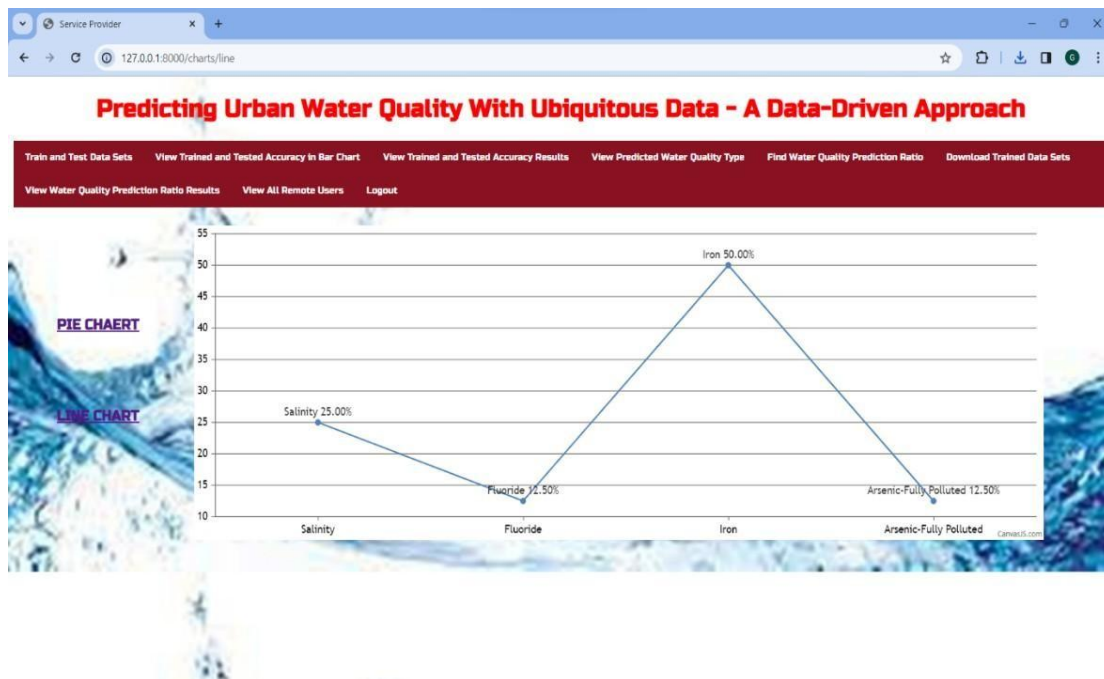 Service Provider
127.0.0.1:8000/charts/line
G
Predicting Urban Water Quality With Ubiquitous Data - A Data-Driven Approach
Train and Test Data Sets View Trained and Tested Accuracy in Bar Chart View Trained and Tested Accuracy Results View Predicted Water Quality Type Find Water Quality Prediction Ratio Download Trained Data Sets
View Water Quality Prediction Ratio Results View All Remote Users Logout
PIE CHAERT
LINE CHART
55
50
45
40
35
30
25
20
15
10
Iron 50.00%
Salinity 25.00%
Fluoride 12.50%
Arsenic-Fully Polluted 12.50%
Salinity Fluoride Iron Arsenic-Fully Polluted
CanvasJS.com